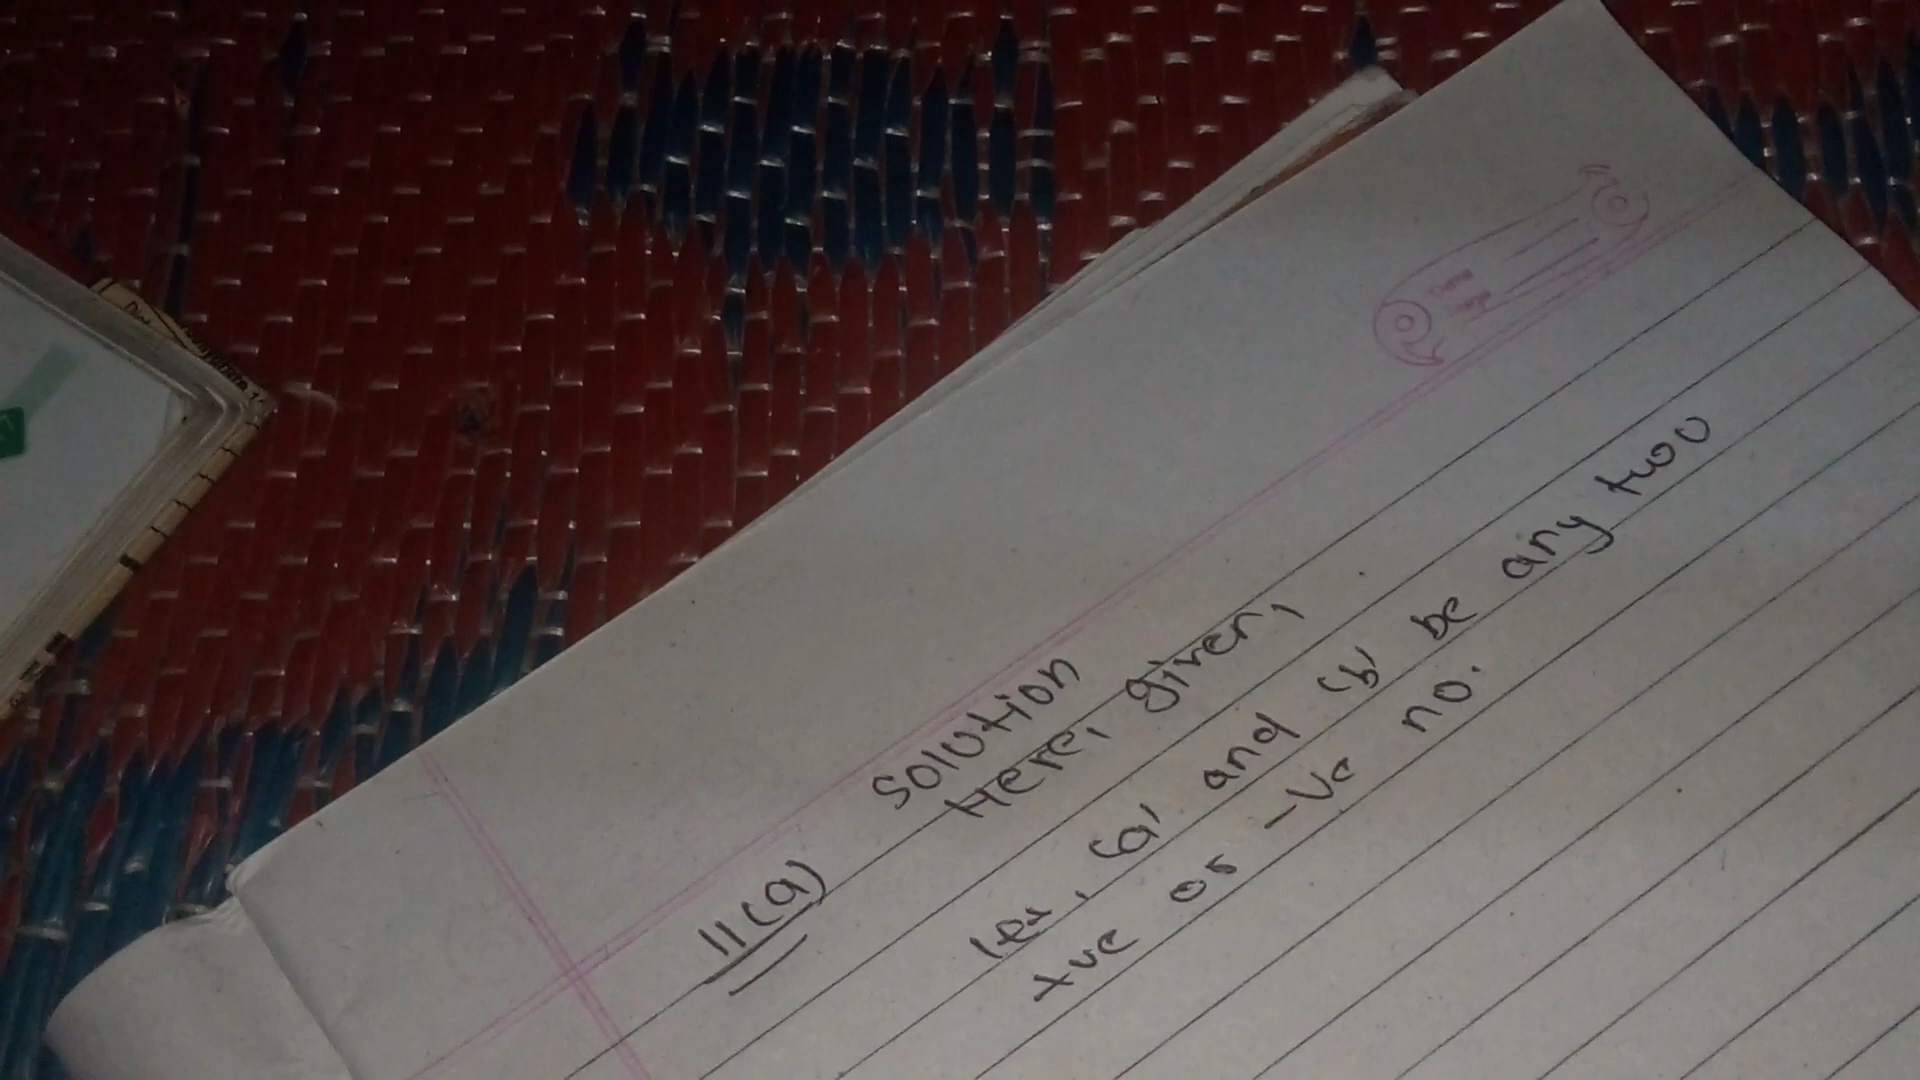 11(a) Solution
Here, given,
let, 'a' and 'b' be any two
+ve or -ve no.